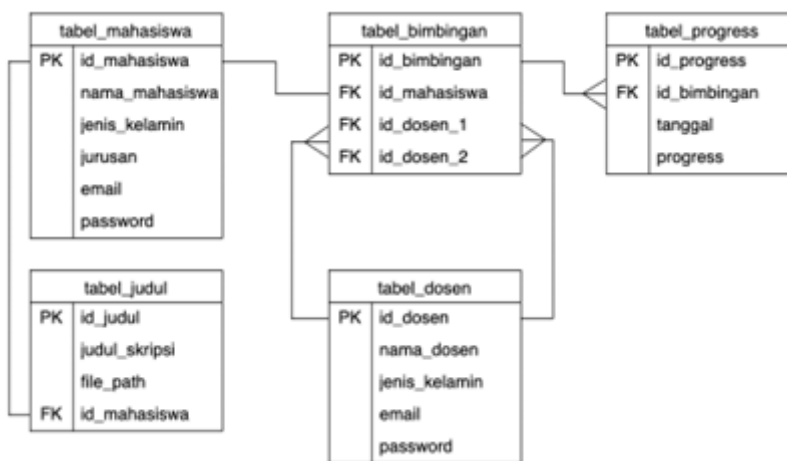 tabel_mahasiswa
PK id_mahasiswa
nama_mahasiswa
jenis_kelamin
jurusan
email
password
tabel_bimbingan
PK id_bimbingan
FK id_mahasiswa
FK id_dosen_1
FK id_dosen_2
tabel_progress
PK id_progress
FK id_bimbingan
tanggal
progress
tabel_judul
PK id_judul
judul_skripsi
file_path
FK id_mahasiswa
tabel_dosen
PK id_dosen
nama_dosen
jenis_kelamin
email
password